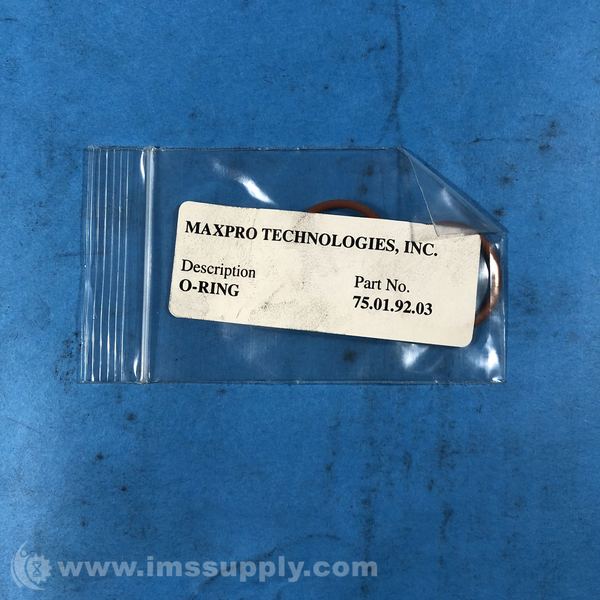 MAXPRO TECHNOLOGIES, INC.
Description
O-RING
Part No.
75.01.92.03
www.imssupply.com